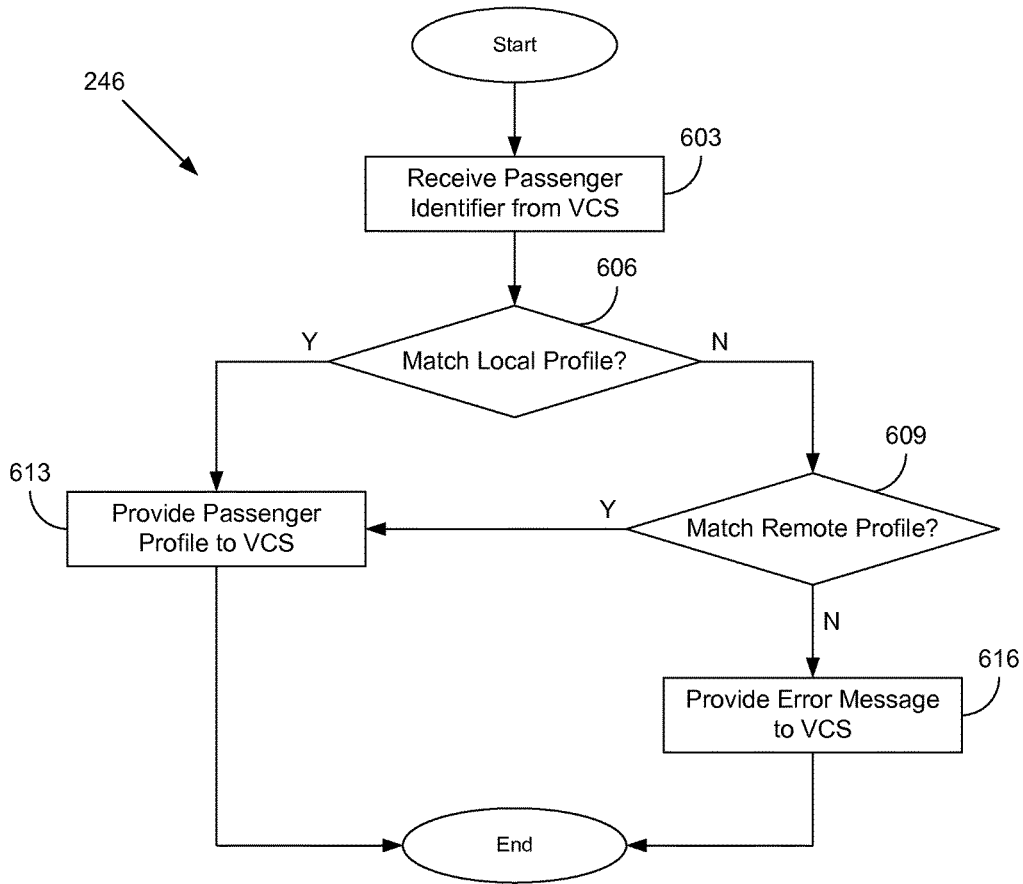 Start
246
603
Receive Passenger
Identifier from VCS
606
Y
N
Match Local Profile?
609
613
Y
Provide Passenger
Profile to VCS
Match Remote Profile?
N
616
Provide Error Message
to VCS
End